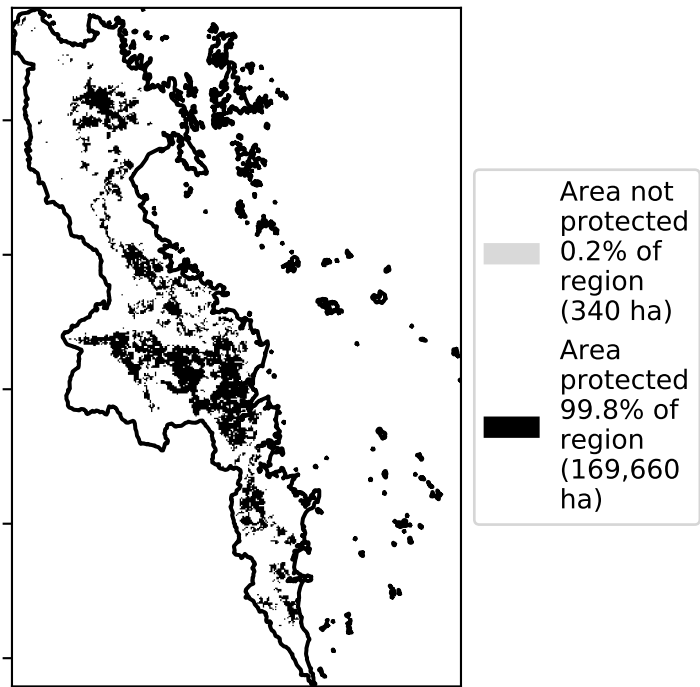 Area not
protected
0.2% of
region
(340 ha)
Area
protected
99.8% of
region
(169,660
ha)